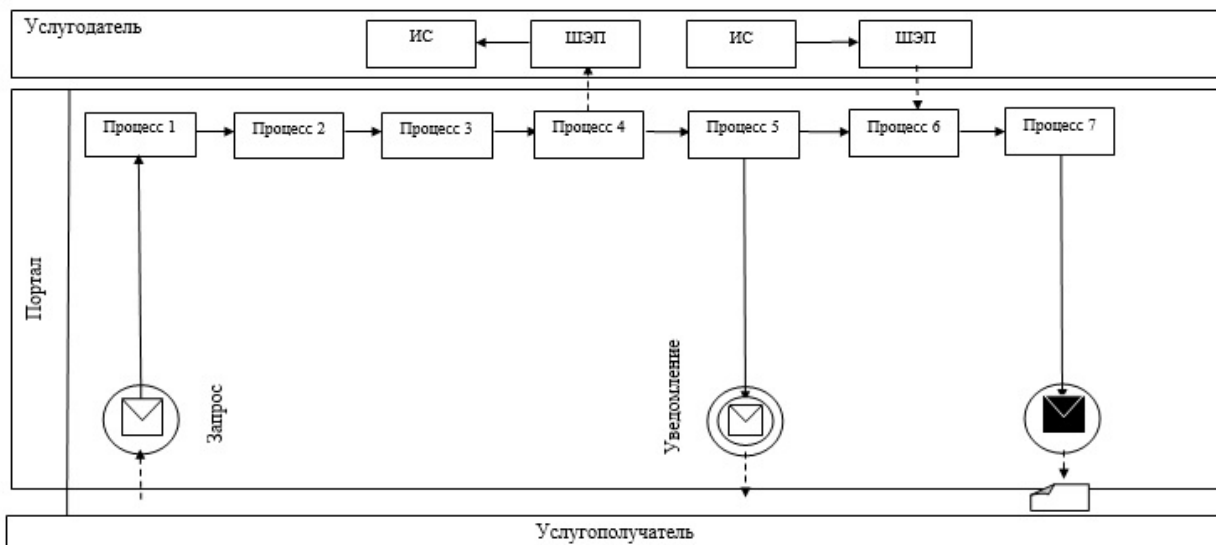 Услугодатель
ИС
ШЭП
ИС
ШЭП
Процесс 1
Процесс 2
Процесс 3
Процесс 4
Процесс 5
Процесс 6
Процесс 7
Портал
Запрос
Уведомление
Услугополучатель